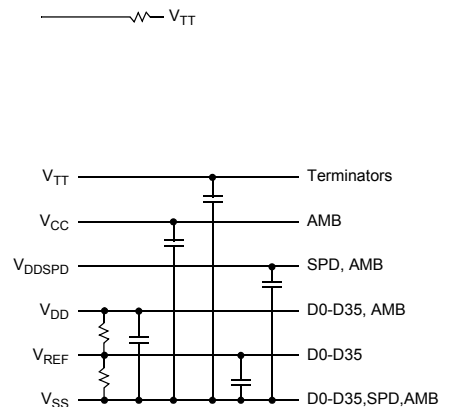 VTT
VTT Terminators
VCC AMB
VDDSPD SPD, AMB
VDD D0-D35, AMB
VREF D0-D35
VSS D0-D35,SPD,AMB